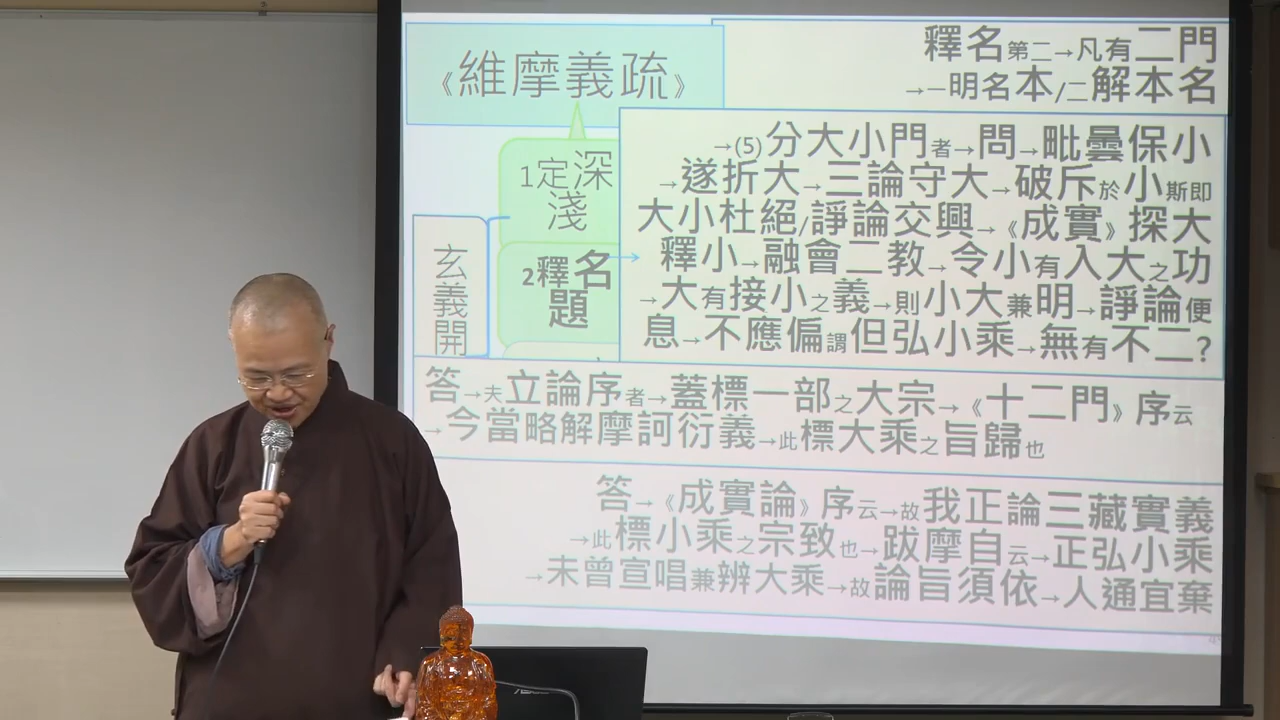 《維摩義疏》
釋名第二→凡有二門
→一明名本/二解本名
1定深
淺
2釋名
題
玄
義
開
→(5)分大小門者→問→毗曇保小
→遂折大→三論守大→破斥於小斯即
大小杜絕/諍論交興→《成實》探大
釋小→融會二教→令小有入大之功
→大有接小之義→則小大兼明→諍論便
息→不應偏謂但弘小乘→無有不二?
答→夫立論序者→蓋標一部之大宗→《十二門》序云
→今當略解摩訶衍義→此標大乘之旨歸也
答→《成實論》序云→故我正論三藏實義
→此標小乘之宗致也→跋摩自云→正弘小乘
→未曾宣唱兼辨大乘→故論旨須依→人通宜棄